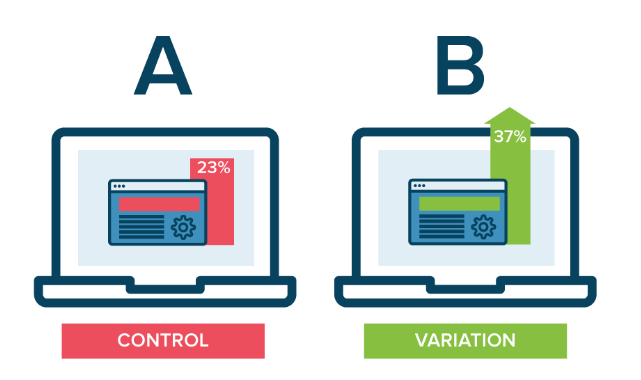 A
B
23%
37%
CONTROL
VARIATION